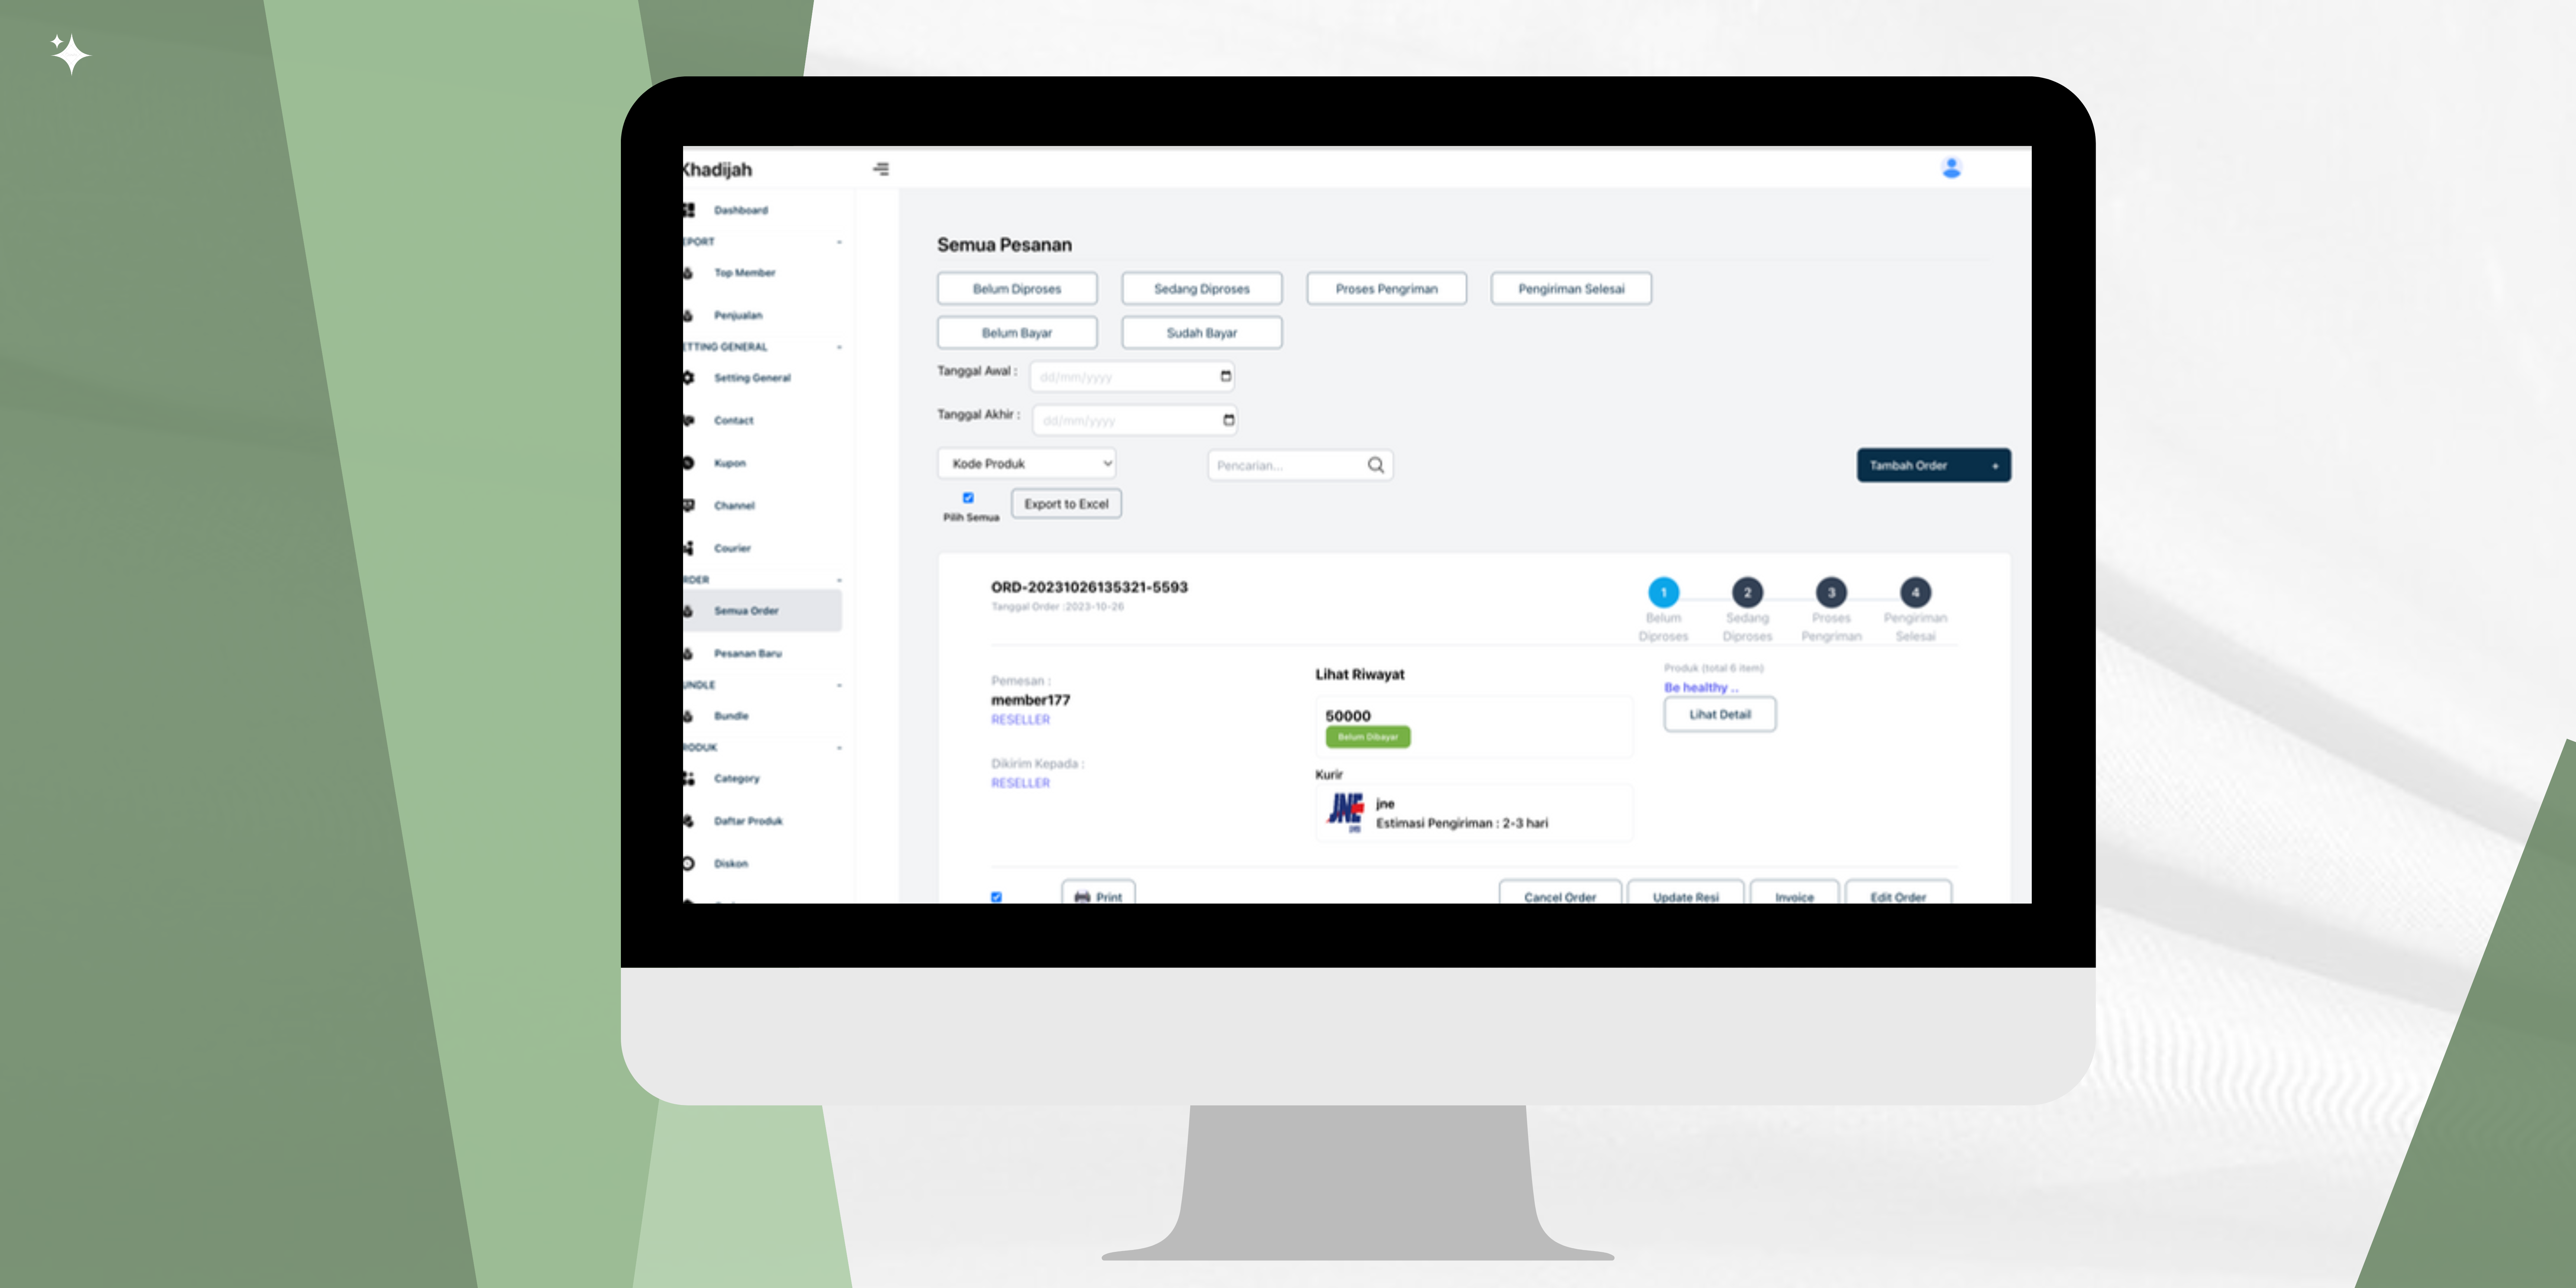 Khadijah
Dashboard
EPORT
Top Member
Penjualan
ETTING GENERAL
Setting General
Contact
Kupon
Channel
Courier
RDER
Semua Order
Pesanan Baru
UNDLE
Bundle
RODUK
Category
Daftar Produk
Diskon
Semua Pesanan
Belum Diproses
Sedang Diproses
Proses Pengriman
Pengiriman Selesai
Belum Bayar
Sudah Bayar
Tanggal Awal :
dd/mm/yyyy
Tanggal Akhir :
dd/mm/yyyy
Kode Produk
Pencarian...
Tambah Order +
Pilih Semua
Export to Excel
ORD-20231026135321-5593
Tanggal Order :2023-10-26
1
Belum
Diproses
2
Sedang
Diproses
3
Proses
Pengriman
4
Pengiriman
Selesai
Pemesan :
member177
RESELLER
Dikirim Kepada :
RESELLER
Lihat Riwayat
50000
Belum Dibayar
Kurir
JNE
jne
Estimasi Pengiriman : 2-3 hari
Produk (total 6 item)
Be healthy ..
Lihat Detail
Print
Cancel Order
Update Resi
Invoice
Edit Order